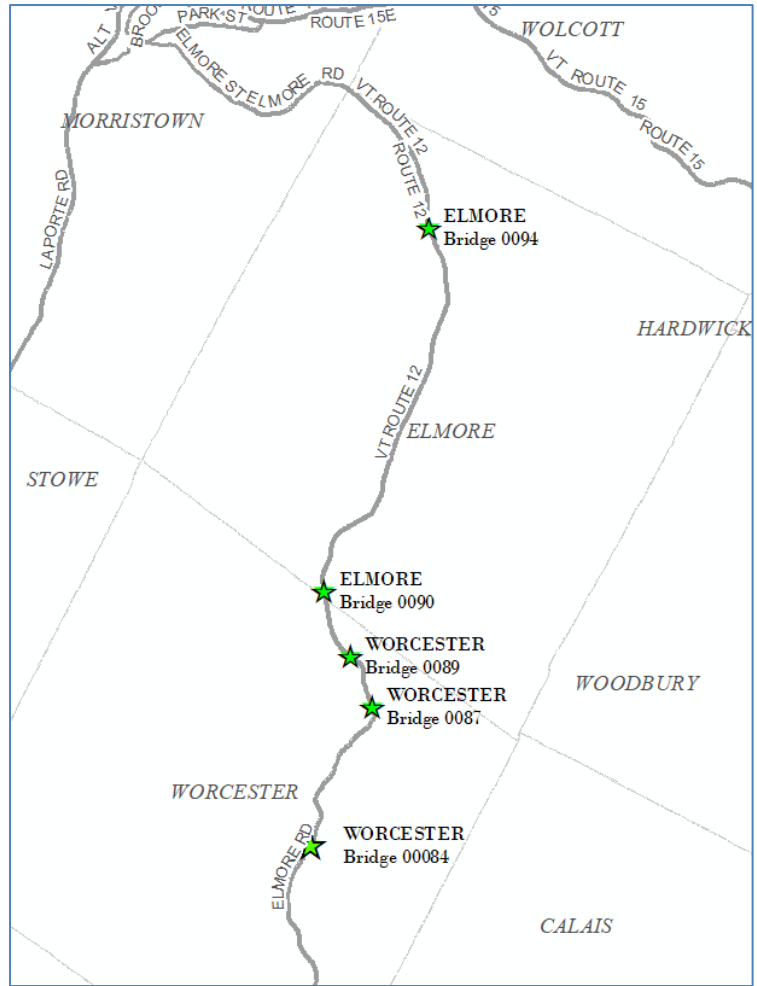 ALT
BROO
PARK ST
ROUTE 15E
WOLCOTT
15
VT ROUTE 15
ROUTE 15
ELMORE ST
ELMORE RD
VT ROUTE 12
ROUTE 12
MORRISTOWN
LAPORTE RD
ELMORE
Bridge 0094
HARDWICK
VT ROUTE 12
ELMORE
STOWE
ELMORE
Bridge 0090
WORCESTER
Bridge 0089
WOODBURY
WORCESTER
Bridge 0087
WORCESTER
WORCESTER
Bridge 00084
ELMORE RD
CALAIS